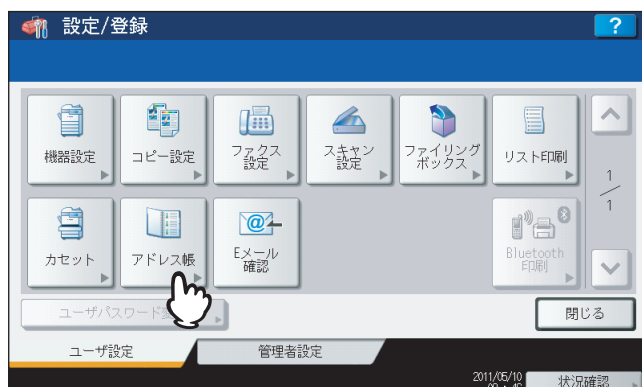 設定/登録
?
機器設定
コピー設定
ファクス
設定
スキャン
設定
ファイリング
ボックス
リスト印刷
1
1
カセット
アドレス帳
@
Eメール
確認
Bluetooth
印刷
ユーザパスワード
閉じる
ユーザ設定
管理者設定
2011/05/10
状況確認